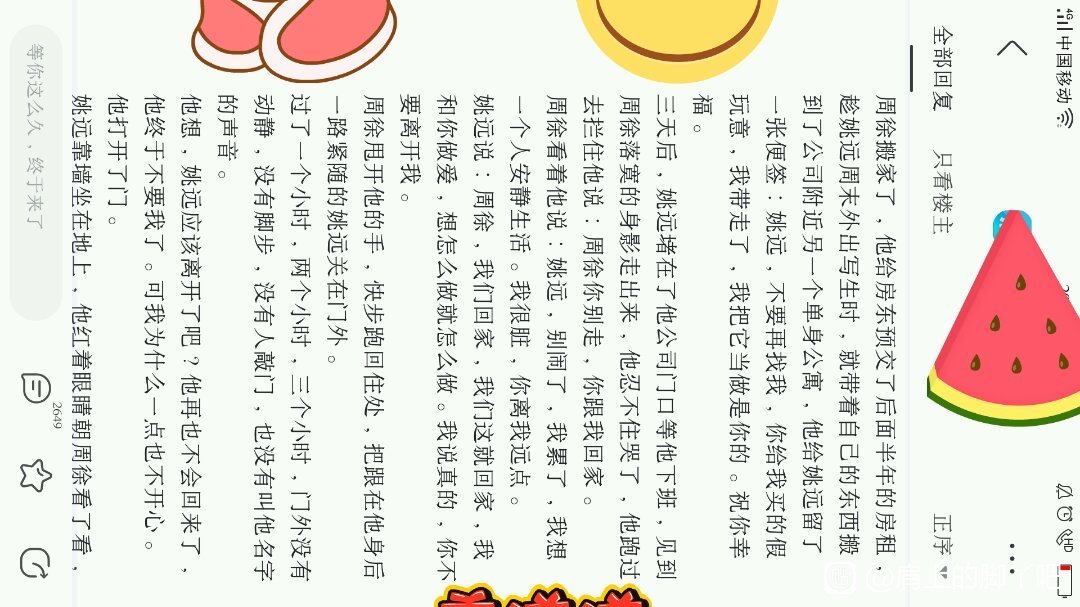 4G 中国移动
HD
全部回复 只看楼主 正序
周徐搬家了，他给房东预交了后面半年的房租，
趁姚远周末外出写生时，就带着自己的东西搬
到了公司附近另一个单身公寓，他给姚远留了
一张便签：姚远，不要再找我，你给我买的假
玩意，我带走了，我把它当做是你的。祝你幸
福。
三天后，姚远堵在了他公司门口等他下班，见到
周徐落寞的身影走出来，他忍不住哭了，他跑过
去拦住他说：周徐你别走，你跟我回家。
周徐看着他说：姚远，别闹了，我累了，我想
一个人安静生活。我很脏，你离我远点。
姚远说：周徐，我们回家，我们这就回家，我
和你做爱，想怎么做就怎么做。我说真的，你不
要离开我。
周徐甩开他的手，快步跑回住处，把跟在他身后
一路紧随的姚远关在门外。
过了一个小时，两个小时，三个小时，门外没有
动静，没有脚步，没有人敲门，也没有叫他名字
的声音。
他想，姚远应该离开了吧？他再也不会回来了，
他终于不要我了。可我为什么一点也不开心。
他打开了门。
姚远靠墙坐在地上，他红着眼睛朝周徐看了看，
等你这么久，终于来了
2649